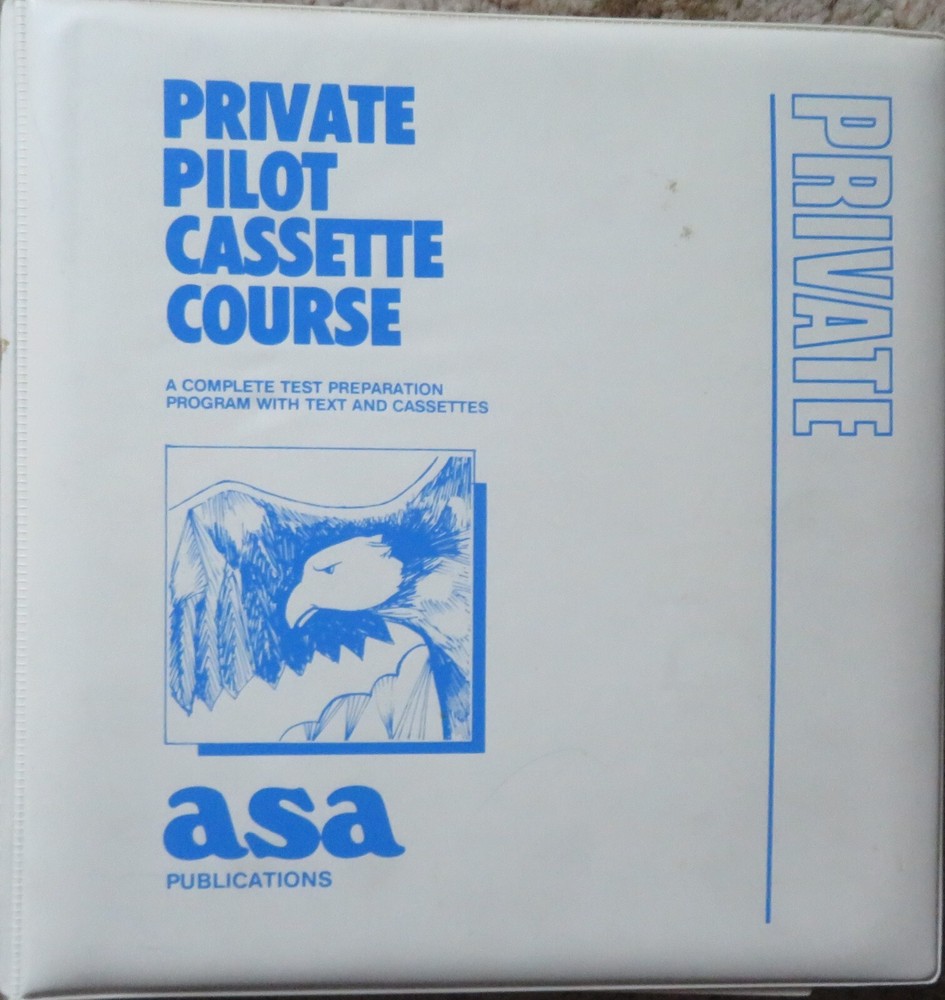 PRIVATE
PILOT
CASSETTE
COURSE
A COMPLETE TEST PREPARATION
PROGRAM WITH TEXT AND CASSETTES
asa
PUBLICATIONS
PRIVATE